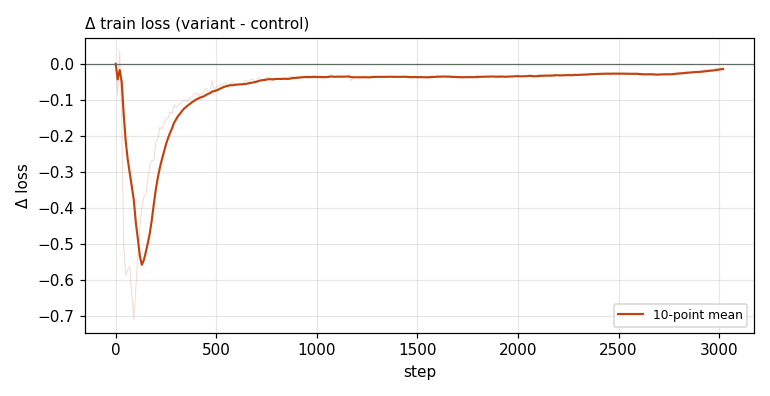 Δ train loss (variant - control)
0.0
−0.1
−0.2
−0.3
−0.4
−0.5
−0.6
−0.7
Δ loss
10-point mean
0 500 1000 1500 2000 2500 3000
step